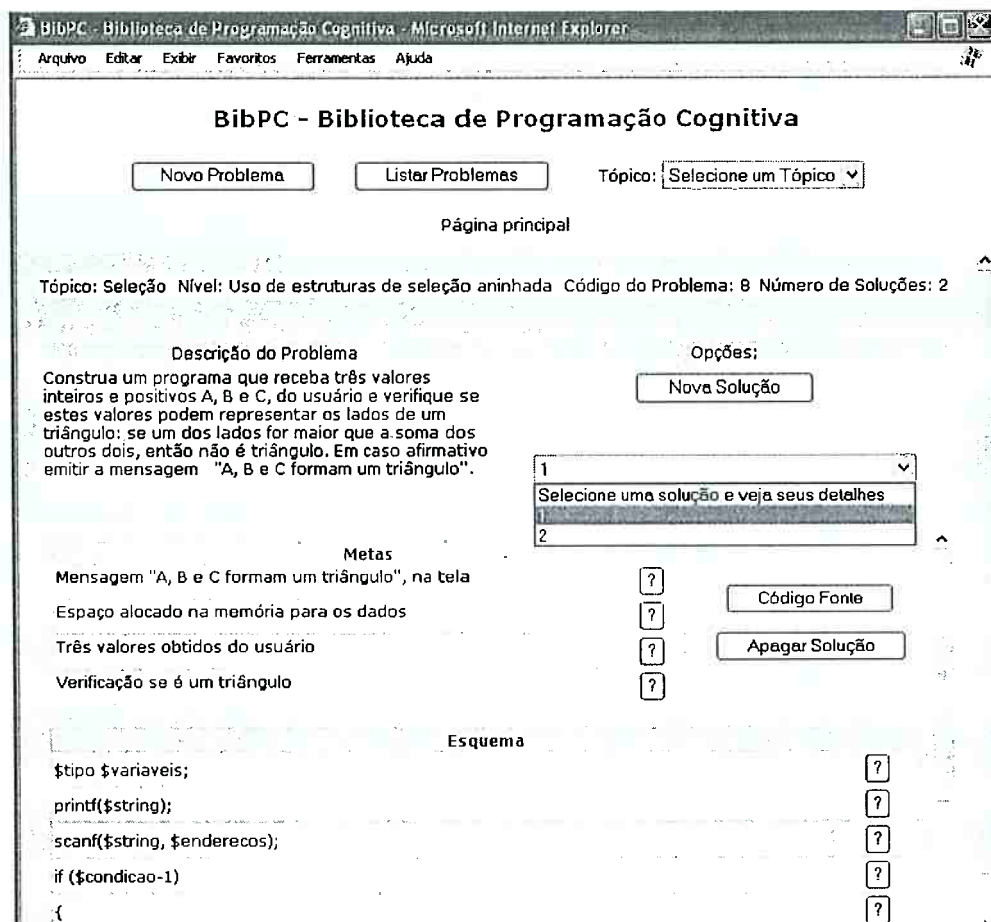 BibPC - Biblioteca de Programação Cognitiva - Microsoft Internet Explorer
Arquivo Editar Exibir Favoritos Ferramentas Ajuda
BibPC - Biblioteca de Programação Cognitiva
Novo Problema Listar Problemas Tópico: Selecione um Tópico
Página principal
Tópico: Seleção Nível: Uso de estruturas de seleção aninhada Código do Problema: 8 Número de Soluções: 2
Descrição do Problema
Construa um programa que receba três valores
inteiros e positivos A, B e C, do usuário e verifique se
estes valores podem representar os lados de um
triângulo: se um dos lados for maior que a soma dos
outros dois, então não é triângulo. Em caso afirmativo
emitir a mensagem "A, B e C formam um triângulo".
Opções:
Nova Solução
1
Selecione uma solução e veja seus detalhes
1
2
Metas
Mensagem "A, B e C formam um triângulo", na tela ?
Espaço alocado na memória para os dados ?
Três valores obtidos do usuário ?
Verificação se é um triângulo ?
Código Fonte
Apagar Solução
Esquema
$tipo $variaveis; ?
printf($string); ?
scanf($string, $enderecos); ?
if ($condicao-1) ?
{ ?